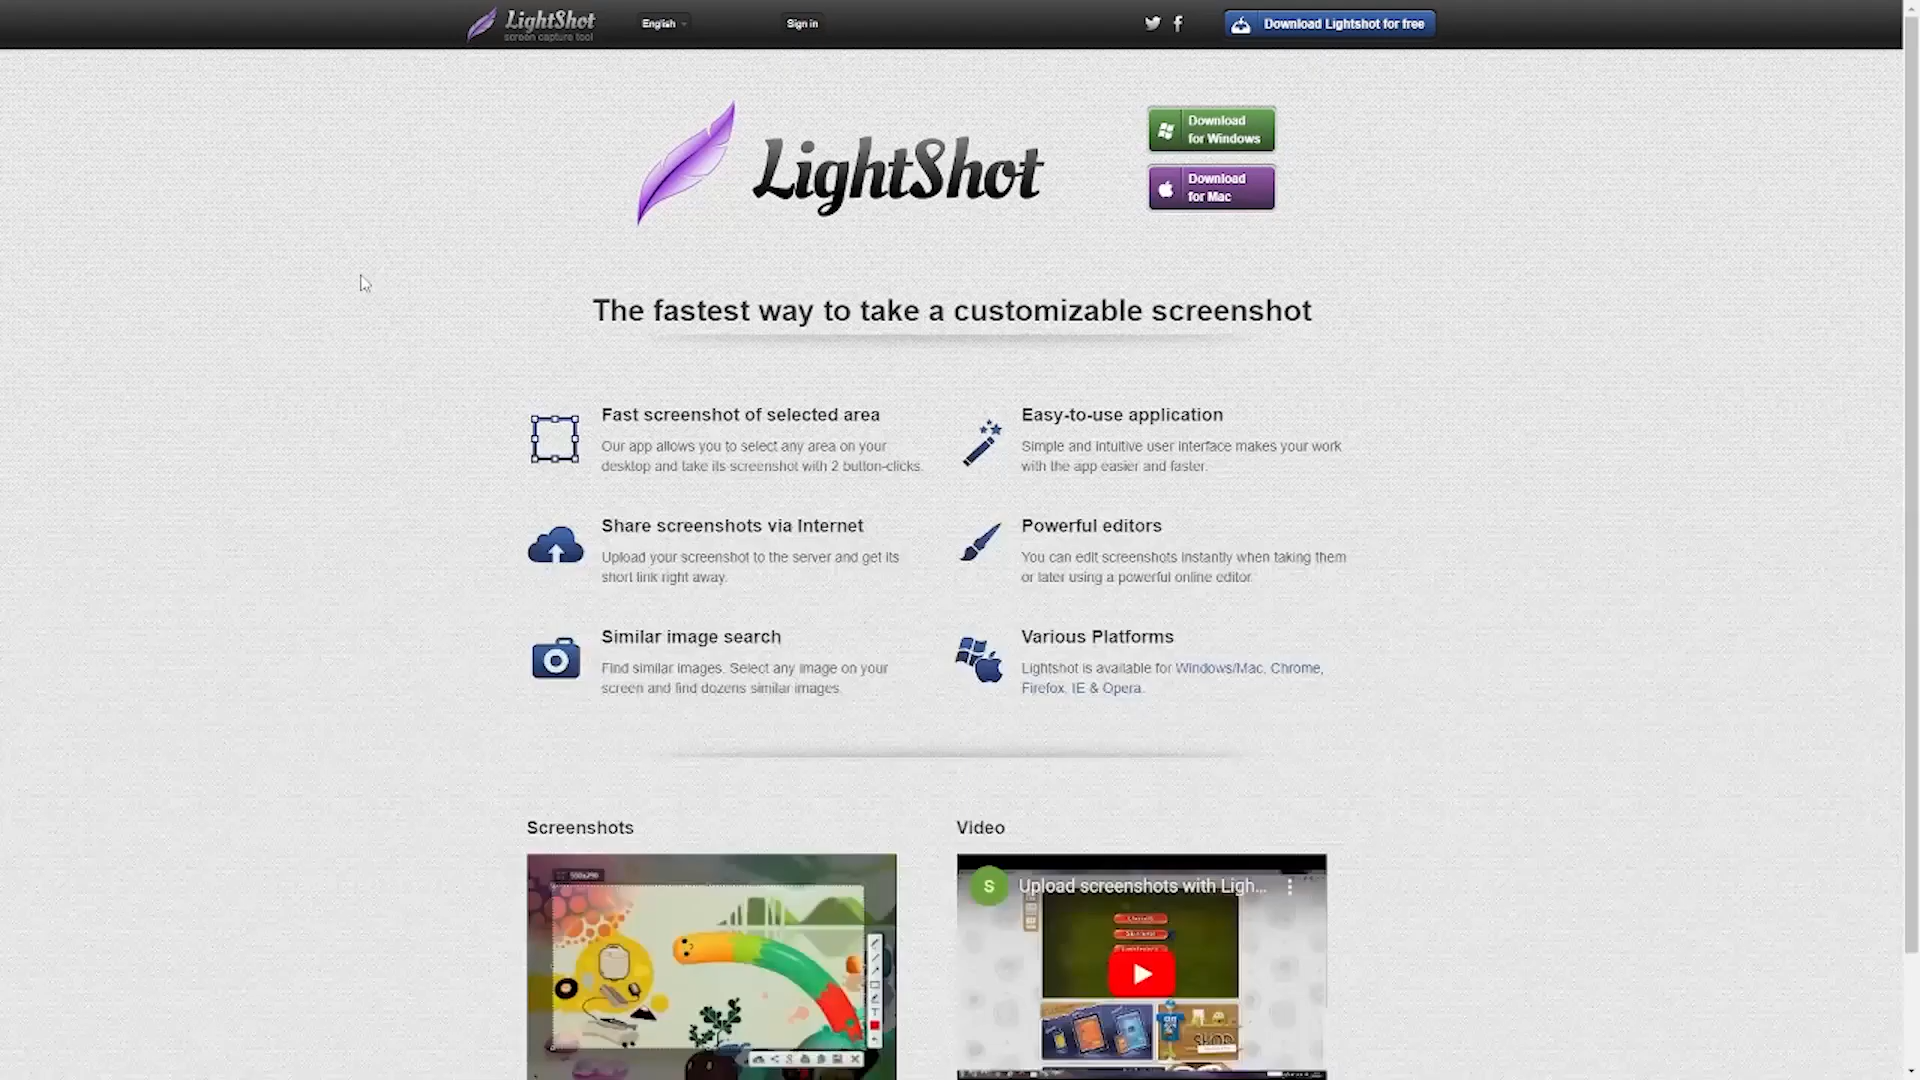 LightShot
screen capture tool
English
Sign in
Download Lightshot for free
LightShot
Download
for Windows
Download
for Mac
The fastest way to take a customizable screenshot
Fast screenshot of selected area
Our app allows you to select any area on your
desktop and take its screenshot with 2 button-clicks.
Easy-to-use application
Simple and intuitive user interface makes your work
with the app easier and faster.
Share screenshots via Internet
Upload your screenshot to the server and get its
short link right away.
Powerful editors
You can edit screenshots instantly when taking them
or later using a powerful online editor.
Similar image search
Find similar images. Select any image on your
screen and find dozens similar images.
Various Platforms
Lightshot is available for Windows/Mac, Chrome,
Firefox, IE & Opera.
Screenshots
Video
S
Upload screenshots with Ligh...
SHOP